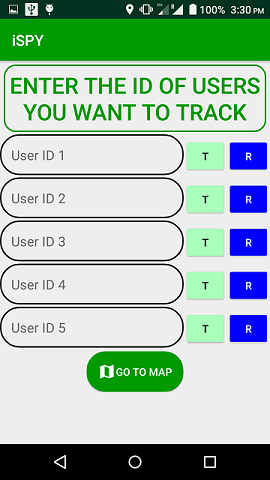 100% 3:30 PM
iSPY
ENTER THE ID OF USERS
YOU WANT TO TRACK
User ID 1 T R
User ID 2 T R
User ID 3 T R
User ID 4 T R
User ID 5 T R
GO TO MAP